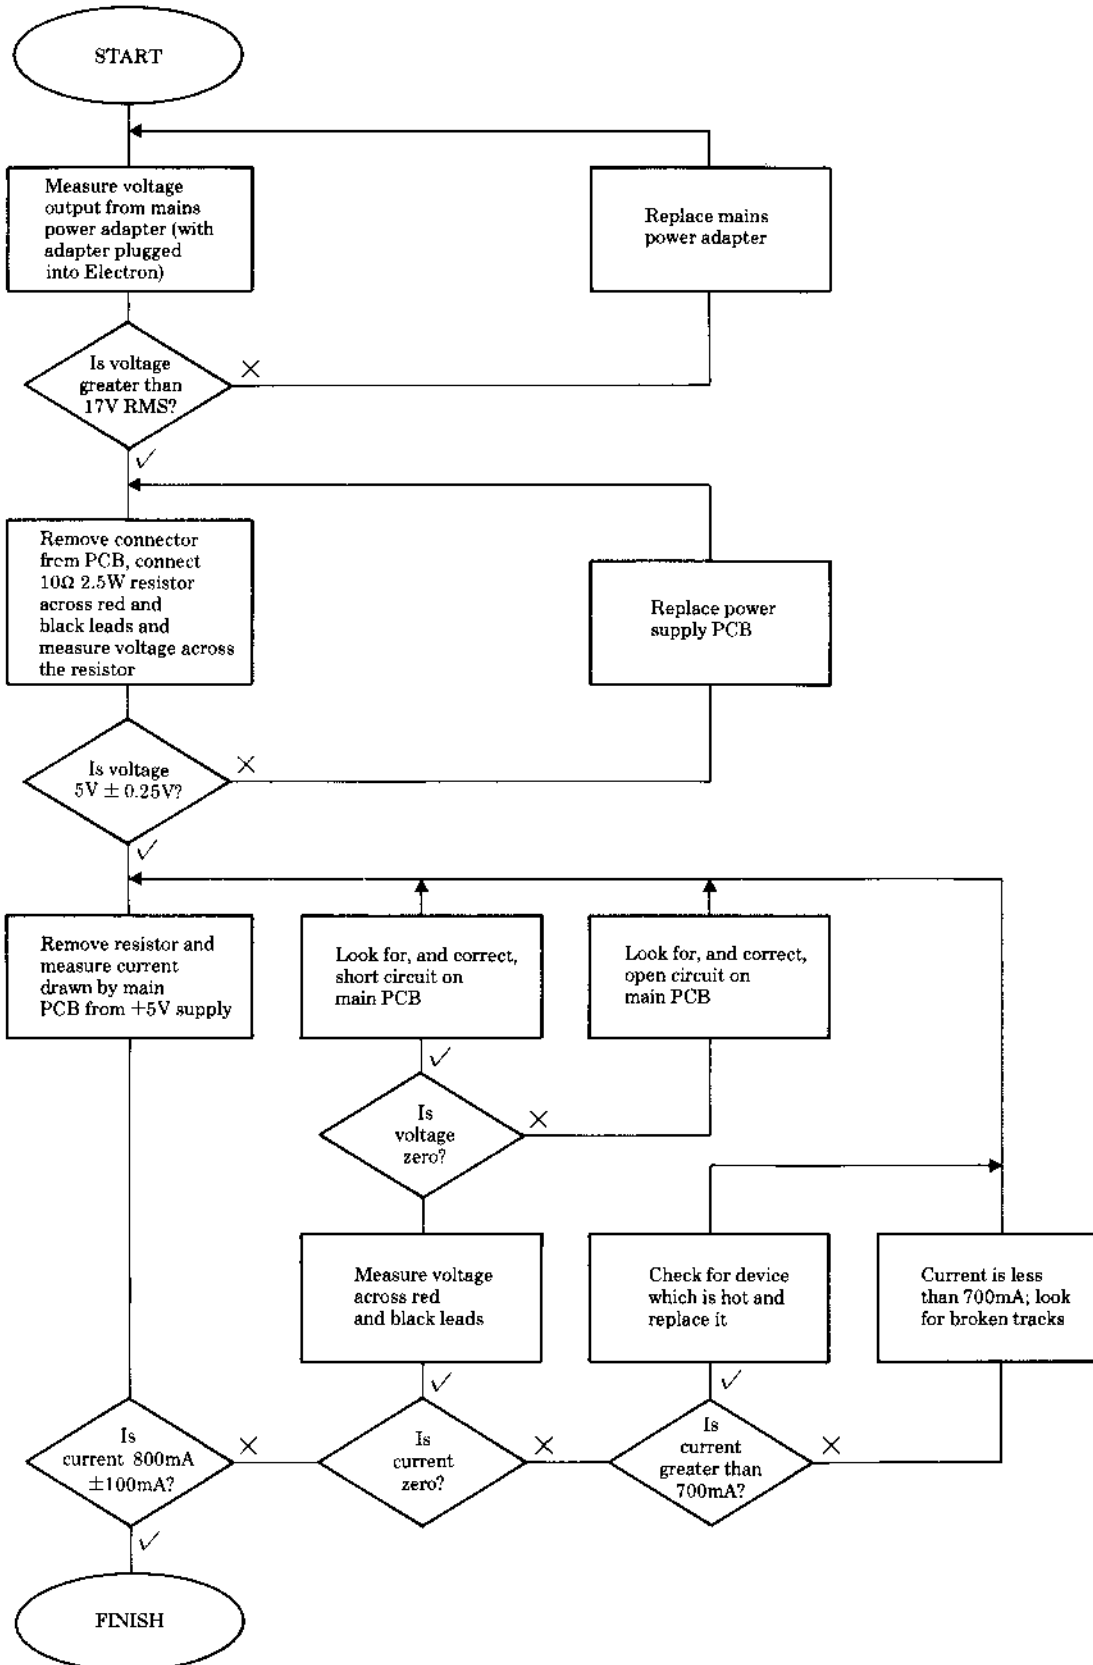 START
Measure voltage
output from mains
power adapter (with
adapter plugged
into Electron)
Replace mains
power adapter
Is voltage
greater than
17V RMS?
×
✓
Remove connector
from PCB, connect
10Ω 2.5W resistor
across red and
black leads and
measure voltage across
the resistor
Replace power
supply PCB
Is voltage
5V ± 0.25V?
×
✓
Remove resistor and
measure current
drawn by main
PCB from +5V supply
Look for, and correct,
short circuit on
main PCB
Look for, and correct,
open circuit on
main PCB
✓
Is
voltage
zero?
×
Measure voltage
across red
and black leads
Check for device
which is hot and
replace it
Current is less
than 700mA; look
for broken tracks
✓
✓
Is
current 800mA
±100mA?
×
Is
current
zero?
×
Is
current
greater than
700mA?
×
✓
FINISH